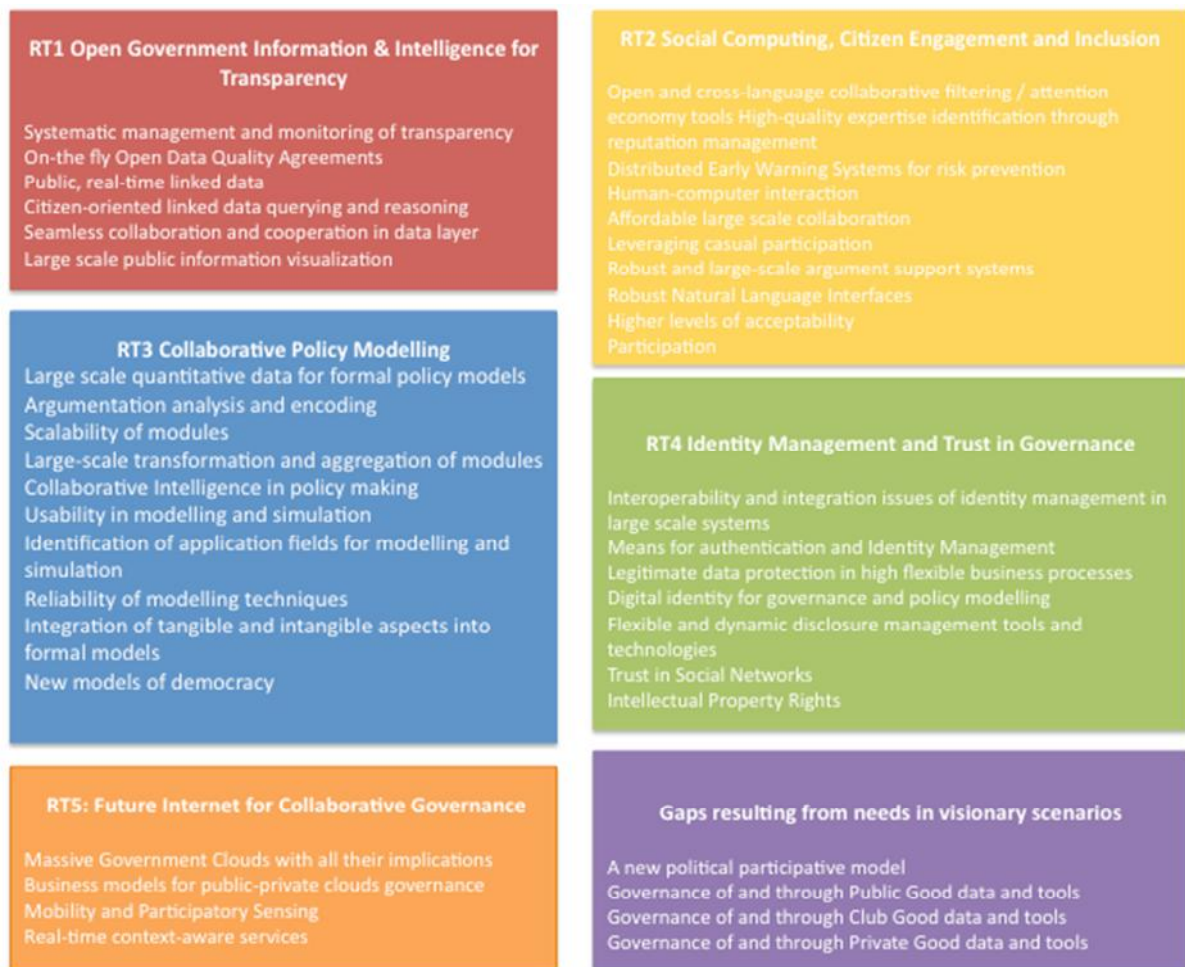 RT1 Open Government Information & Intelligence for
Transparency
Systematic management and monitoring of transparency
On-the fly Open Data Quality Agreements
Public, real-time linked data
Citizen-oriented linked data querying and reasoning
Seamless collaboration and cooperation in data layer
Large scale public information visualization
RT2 Social Computing, Citizen Engagement and Inclusion
Open and cross-language collaborative filtering / attention
economy tools High-quality expertise identification through
reputation management
Distributed Early Warning Systems for risk prevention
Human-computer interaction
Affordable large scale collaboration
Leveraging casual participation
Robust and large-scale argument support systems
Robust Natural Language Interfaces
Higher levels of acceptability
Participation
RT3 Collaborative Policy Modelling
Large scale quantitative data for formal policy models
Argumentation analysis and encoding
Scalability of modules
Large-scale transformation and aggregation of modules
Collaborative Intelligence in policy making
Usability in modelling and simulation
Identification of application fields for modelling and
simulation
Reliability of modelling techniques
Integration of tangible and intangible aspects into
formal models
New models of democracy
RT4 Identity Management and Trust in Governance
Interoperability and integration issues of identity management in
large scale systems
Means for authentication and Identity Management
Legitimate data protection in high flexible business processes
Digital identity for governance and policy modelling
Flexible and dynamic disclosure management tools and
technologies
Trust in Social Networks
Intellectual Property Rights
RT5: Future Internet for Collaborative Governance
Massive Government Clouds with all their implications
Business models for public-private clouds governance
Mobility and Participatory Sensing
Real-time context-aware services
Gaps resulting from needs in visionary scenarios
A new political participative model
Governance of and through Public Good data and tools
Governance of and through Club Good data and tools
Governance of and through Private Good data and tools